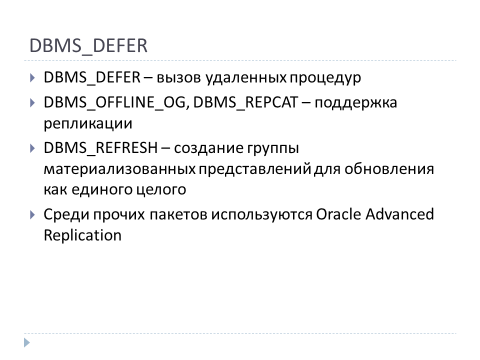 DBMS_DEFER
DBMS_DEFER – вызов удаленных процедур
DBMS_OFFLINE_OG, DBMS_REPCAT – поддержка
репликации
DBMS_REFRESH – создание группы
материализованных представлений для обновления
как единого целого
Среди прочих пакетов используются Oracle Advanced
Replication